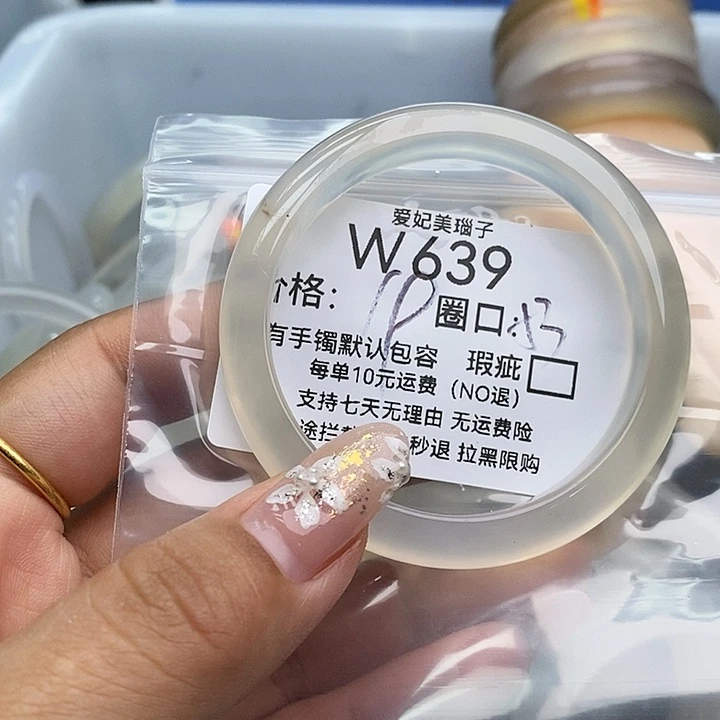 爱妃美瑙子
W639
价格：
圈口：53
有手镯默认包容 瑕疵
每单10元运费（NO退）
支持七天无理由 无运费险
途拦 秒退 拉黑限购